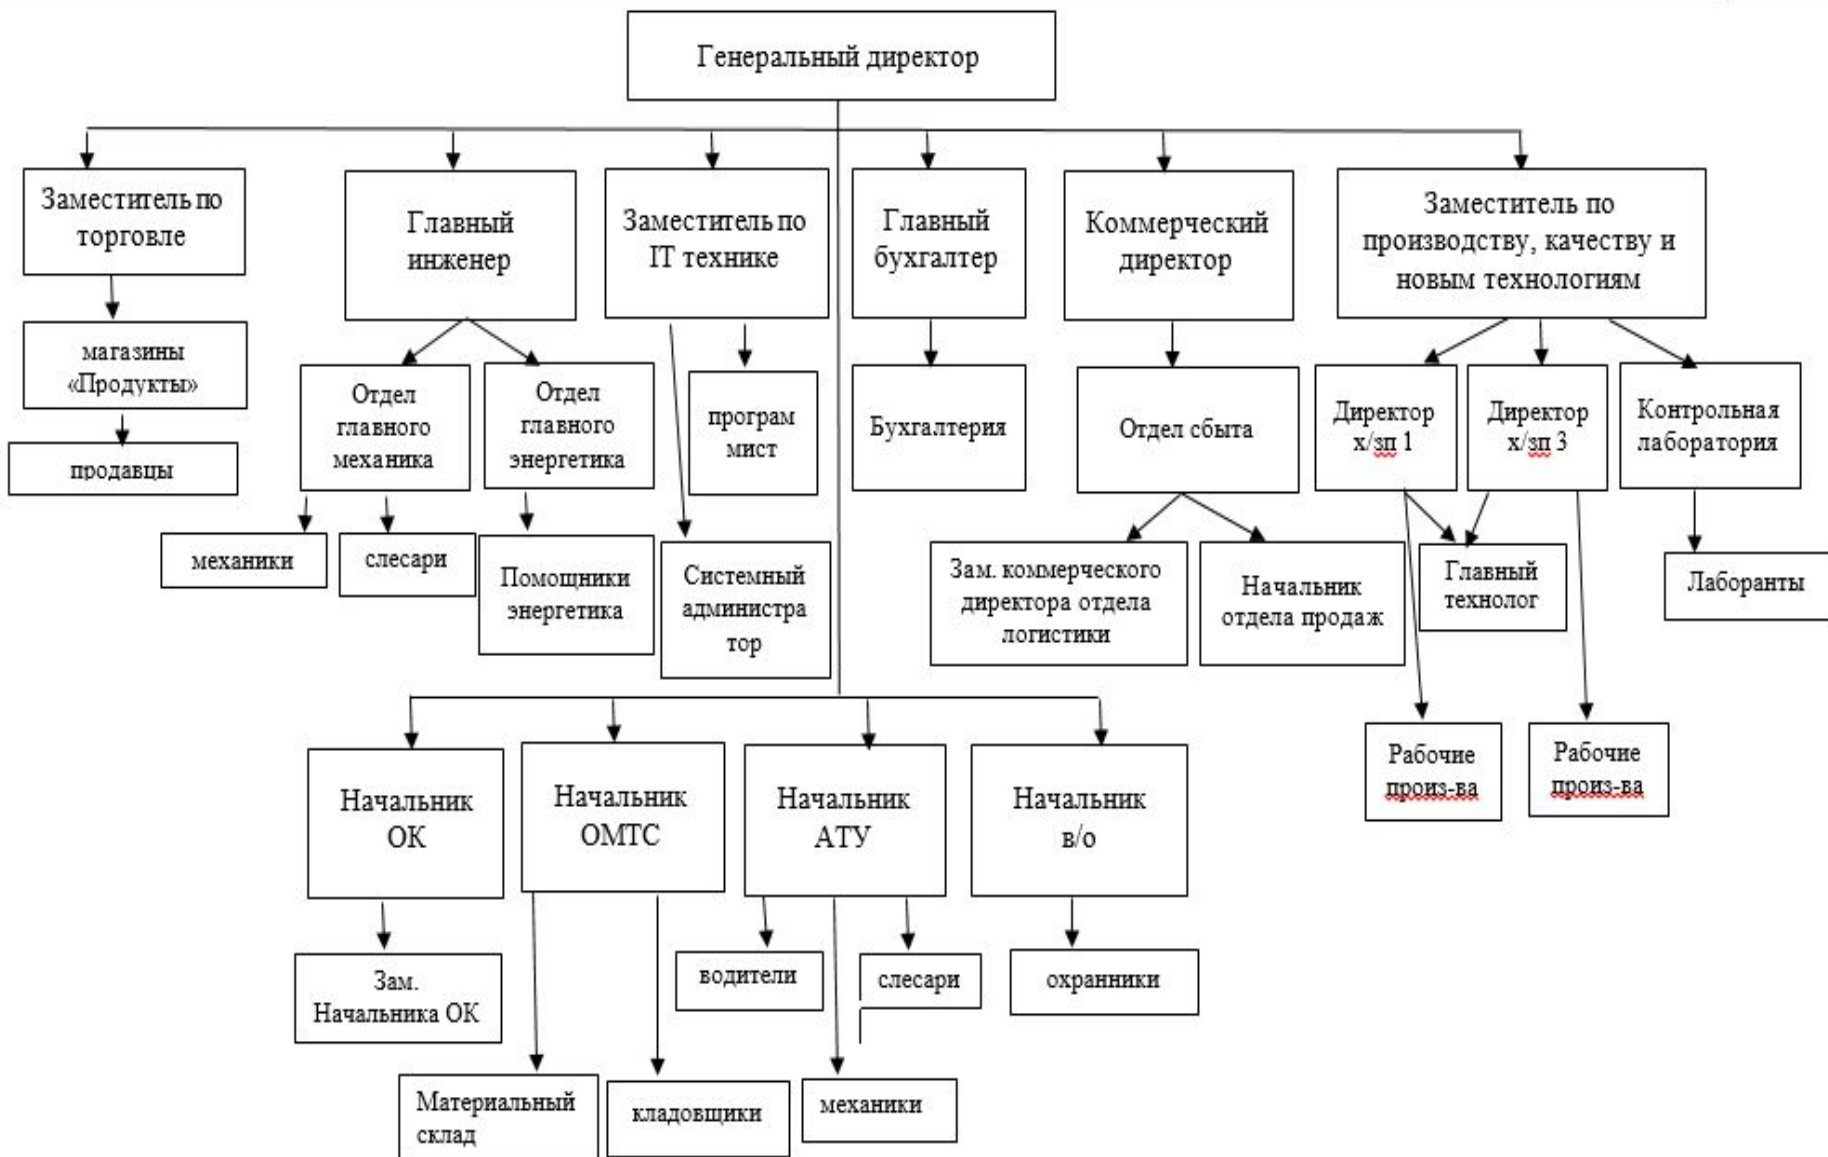 Генеральный директор
Заместитель по
торговле
Главный
инженер
Заместитель по
IT технике
Главный
бухгалтер
Коммерческий
директор
Заместитель по
производству, качеству и
новым технологиям
магазины
«Продукты»
продавцы
Отдел
главного
механика
Отдел
главного
энергетика
програм
мист
Бухгалтерия
Отдел сбыта
Директор
х/зп 1
Директор
х/зп 3
Контрольная
лаборатория
механики
слесари
Помощники
энергетика
Системный
администра
тор
Зам. коммерческого
директора отдела
логистики
Начальник
отдела продаж
Главный
технолог
Лаборанты
Рабочие
произ-ва
Рабочие
произ-ва
Начальник
ОК
Начальник
ОМТС
Начальник
АТУ
Начальник
в/о
Зам.
Начальника ОК
водители
слесари
охранники
Материальный
склад
кладовщики
механики